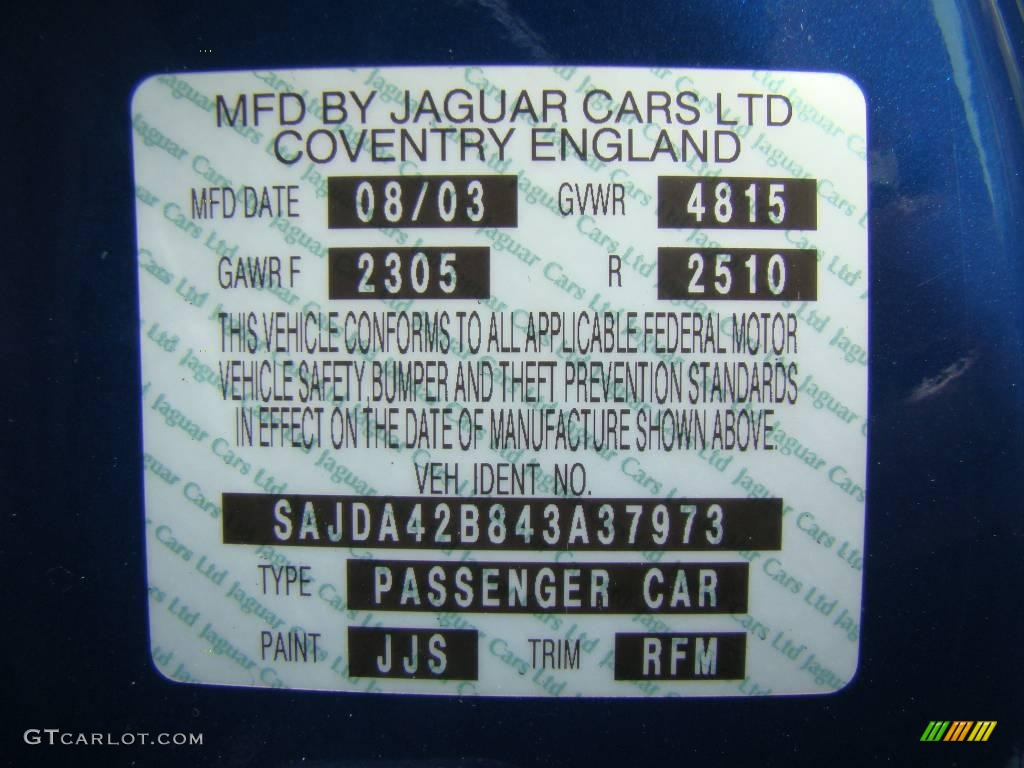 MFD BY JAGUAR CARS LTD
COVENTRY ENGLAND
MFD DATE 08/03 GVWR 4815
GAWR F 2305 R 2510
THIS VEHICLE CONFORMS TO ALL APPLICABLE FEDERAL MOTOR
VEHICLE SAFETY, BUMPER AND THEFT PREVENTION STANDARDS
IN EFFECT ON THE DATE OF MANUFACTURE SHOWN ABOVE.
VEH IDENT NO.
SAJDA42B843A37973
TYPE PASSENGER CAR
PAINT JJS TRIM RFM
GTCARLOT.COM